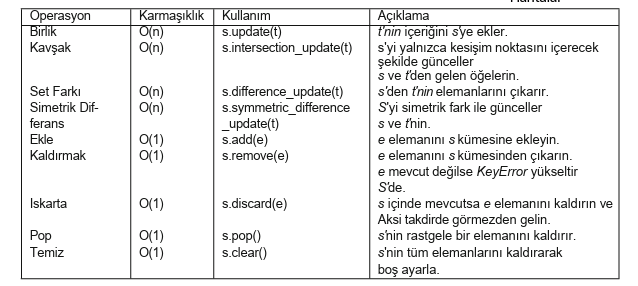 Operasyon Karmaşıklık Kullanım Açıklama
Birlik O(n) s.update(t) t'nin içeriğini s'ye ekler.
Kavşak O(n) s.intersection_update(t) s'yi yalnızca kesişim noktasını içerecek
şekilde günceller
s ve t'den gelen öğelerin.
Set Farkı O(n) s.difference_update(t) s'den t'nin elemanlarını çıkarır.
Simetrik Dif- O(n) s.symmetric_difference S'yi simetrik fark ile günceller
ferans _update(t) s ve t'nin.
Ekle O(1) s.add(e) e elemanını s kümesine ekleyin.
Kaldırmak O(1) s.remove(e) e elemanını s kümesinden çıkarın.
e mevcut değilse KeyError yükseltir
S'de.
Iskarta O(1) s.discard(e) s içinde mevcutsa e elemanını kaldırın ve
Aksi takdirde görmezden gelin.
Pop O(1) s.pop() s'nin rastgele bir elemanını kaldırır.
Temiz O(1) s.clear() s'nin tüm elemanlarını kaldırarak
boş ayarla.